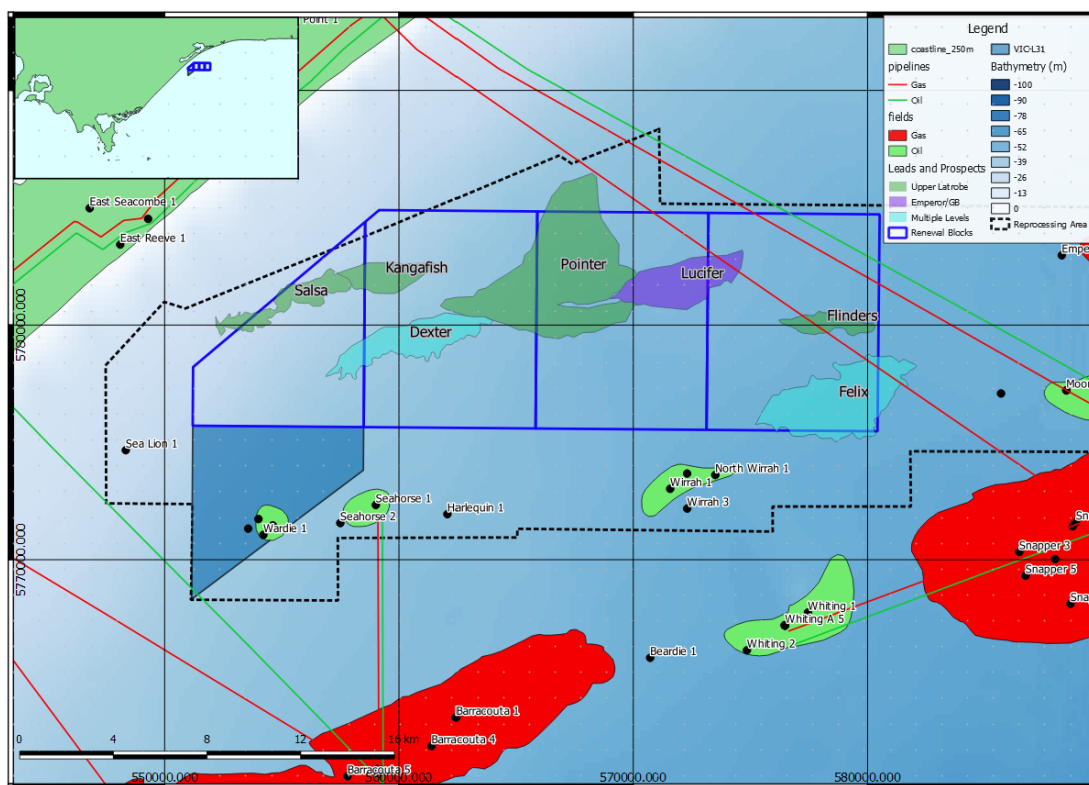 Point 1
Legend
coastline_250m
pipelines
Gas
Oil
fields
Gas
Oil
Leads and Prospects
Upper Latrobe
Emperor/GB
Multiple Levels
Renewal Blocks
VIC-L31
Bathymetry (m)
-100
-90
-78
-65
-52
-39
-26
-13
0
Reprocessing Area
East Seacombe 1
East Reeve 1
Empe
Kangafish
Pointer
Lucifer
Salsa
Dexter
Flinders
Felix
Moon
5780000.000
Sea Lion 1
North Wirrah 1
Wirrah 1
Wirrah 3
Seahorse 1
Seahorse 2
Harlequin 1
Wardie 1
Sn
Snapper 3
Snapper 5
Sna
5770000.000
Whiting 1
Whiting A 5
Whiting 2
Beardie 1
Barracouta 1
Barracouta 4
Barracouta 5
0 4 8 12 16 km
550000.000
570000.000
580000.000